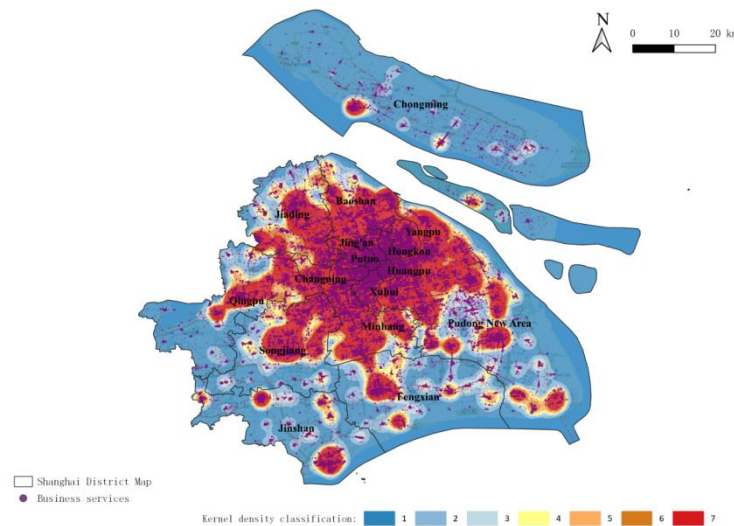 N
0 10 20 km
Chongming
Baoshan
Jiading
Yangpu
Jing'an
Hongkou
Putuo
Huangpu
Changning
Xuhui
Qingpu
Minhang
Pudong New Area
Songjiang
Fengxian
Jinshan
Shanghai District Map
Business services
Kernel density classification: 1 2 3 4 5 6 7